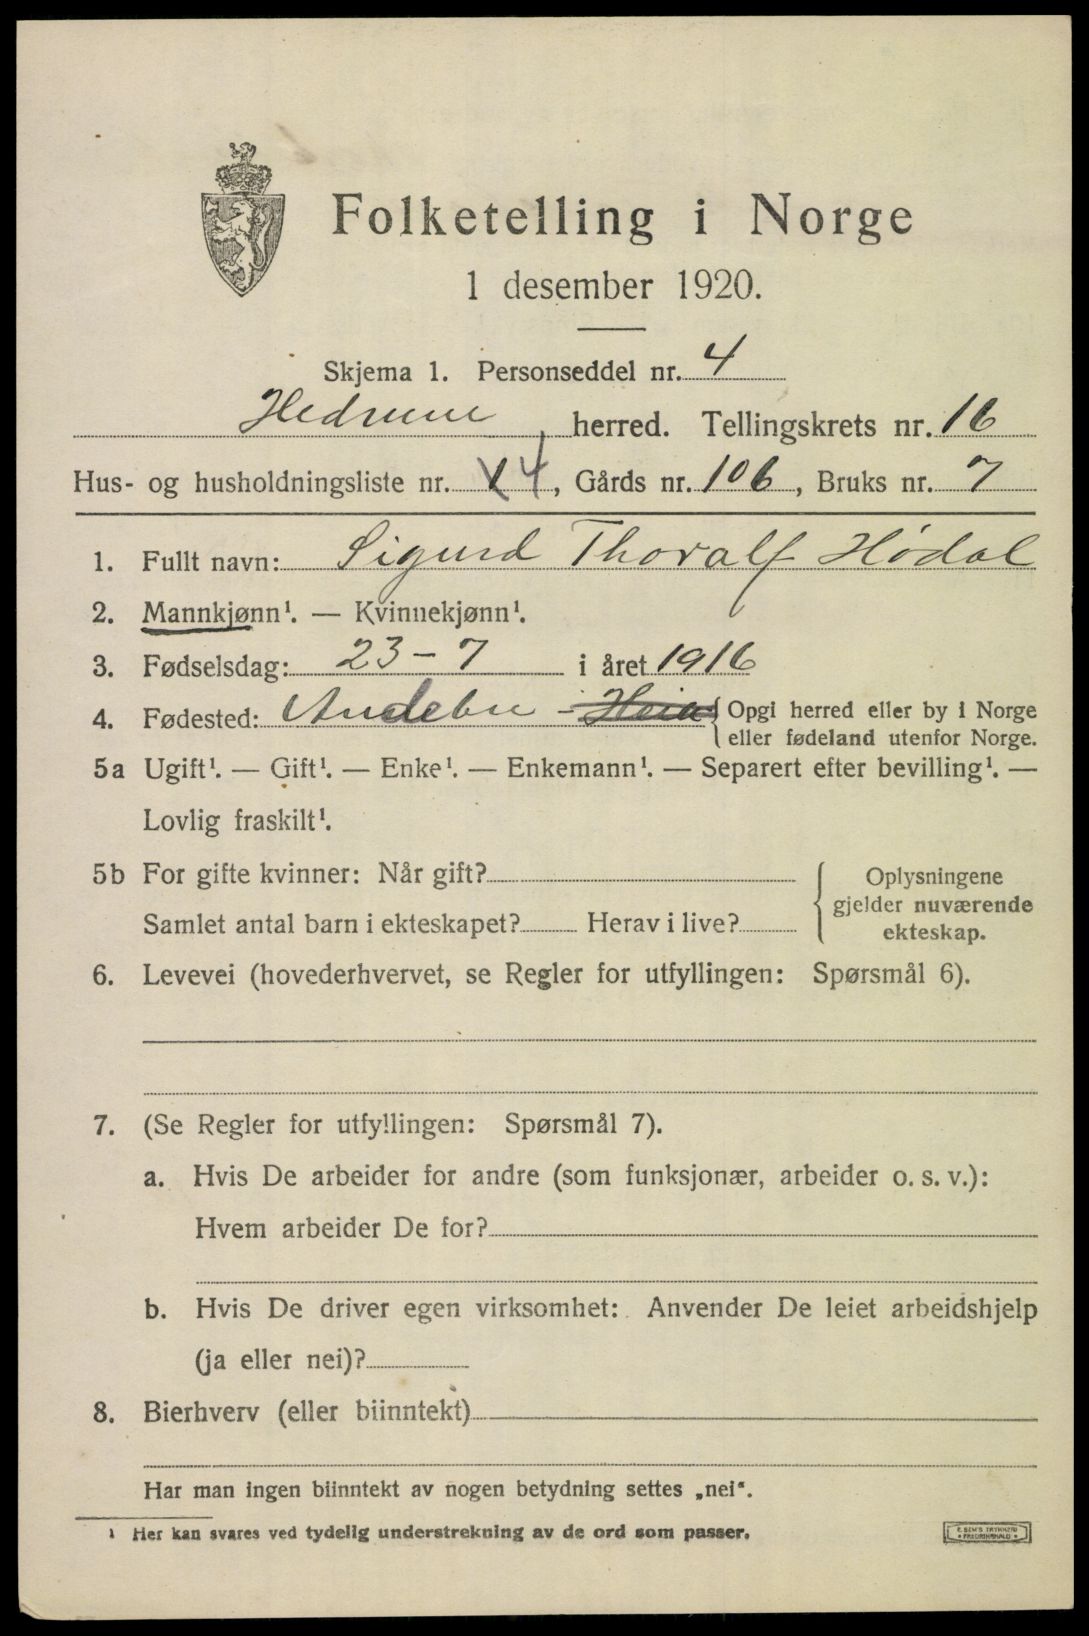 Folketelling i Norge
1 desember 1920.
Skjema 1. Personseddel nr. 4
Hedrum herred. Tellingskrets nr. 16
Hus- og husholdningsliste nr. 4, Gårds nr. 106, Bruks nr. 7
1. Fullt navn: Sigurd Thoralf Hødal
2. Mannkjønn¹. — Kvinnekjønn¹.
3. Fødselsdag: 23-7 i året 1916
4. Fødested: Andebu - Heia { Opgi herred eller by i Norge
eller fødeland utenfor Norge.
5a Ugift¹. — Gift¹. — Enke¹. — Enkemann¹. — Separert efter bevilling¹. —
Lovlig fraskilt¹.
5b For gifte kvinner: Når gift?
Samlet antal barn i ekteskapet? Herav i live?
{ Oplysningene
gjelder nuværende
ekteskap.
6. Levevei (hovederhvervet, se Regler for utfyllingen: Spørsmål 6).
7. (Se Regler for utfyllingen: Spørsmål 7).
a. Hvis De arbeider for andre (som funksjonær, arbeider o. s. v.):
Hvem arbeider De for?
b. Hvis De driver egen virksomhet: Anvender De leiet arbeidshjelp
(ja eller nei)?
8. Bierhverv (eller biinntekt)
Har man ingen biinntekt av nogen betydning settes „nei“.
¹ Her kan svares ved tydelig understrekning av de ord som passer.
E. SEM'S TRYKKERI
• FREDRIKSHALD •